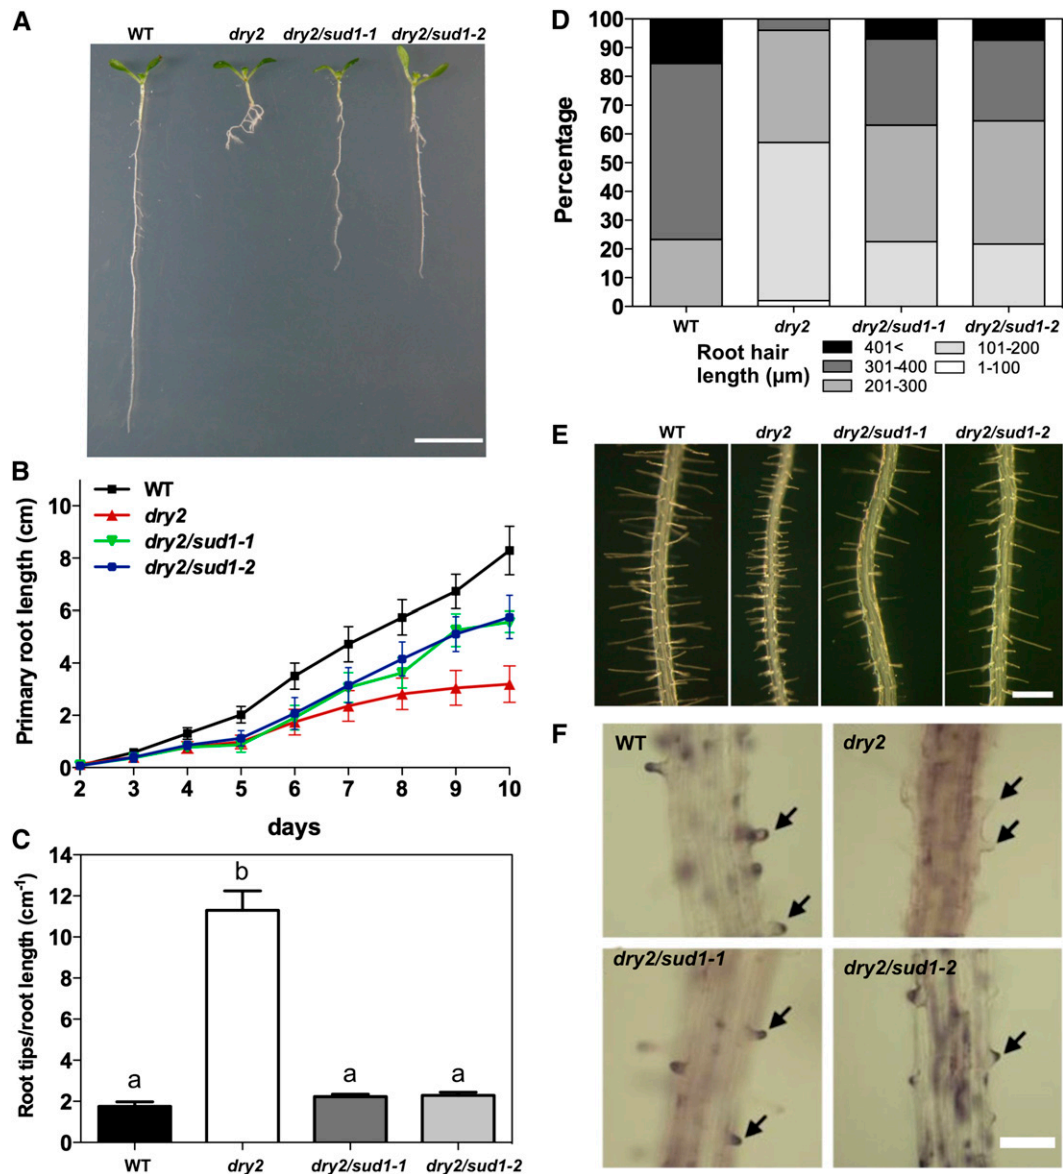 A
WT dry2 dry2/sud1-1 dry2/sud1-2
B
Primary root length (cm)
10
8
6
4
2
0
WT
dry2
dry2/sud1-1
dry2/sud1-2
2 3 4 5 6 7 8 9 10
days
C
Root tips/root length (cm-1)
14
12
10
8
6
4
2
0
a b a a
WT dry2 dry2/sud1-1 dry2/sud1-2
D
Percentage
100
90
80
70
60
50
40
30
20
10
0
WT dry2 dry2/sud1-1 dry2/sud1-2
Root hair
length (µm)
401<
301-400
201-300
101-200
1-100
E
WT dry2 dry2/sud1-1 dry2/sud1-2
F
WT
dry2
dry2/sud1-1
dry2/sud1-2